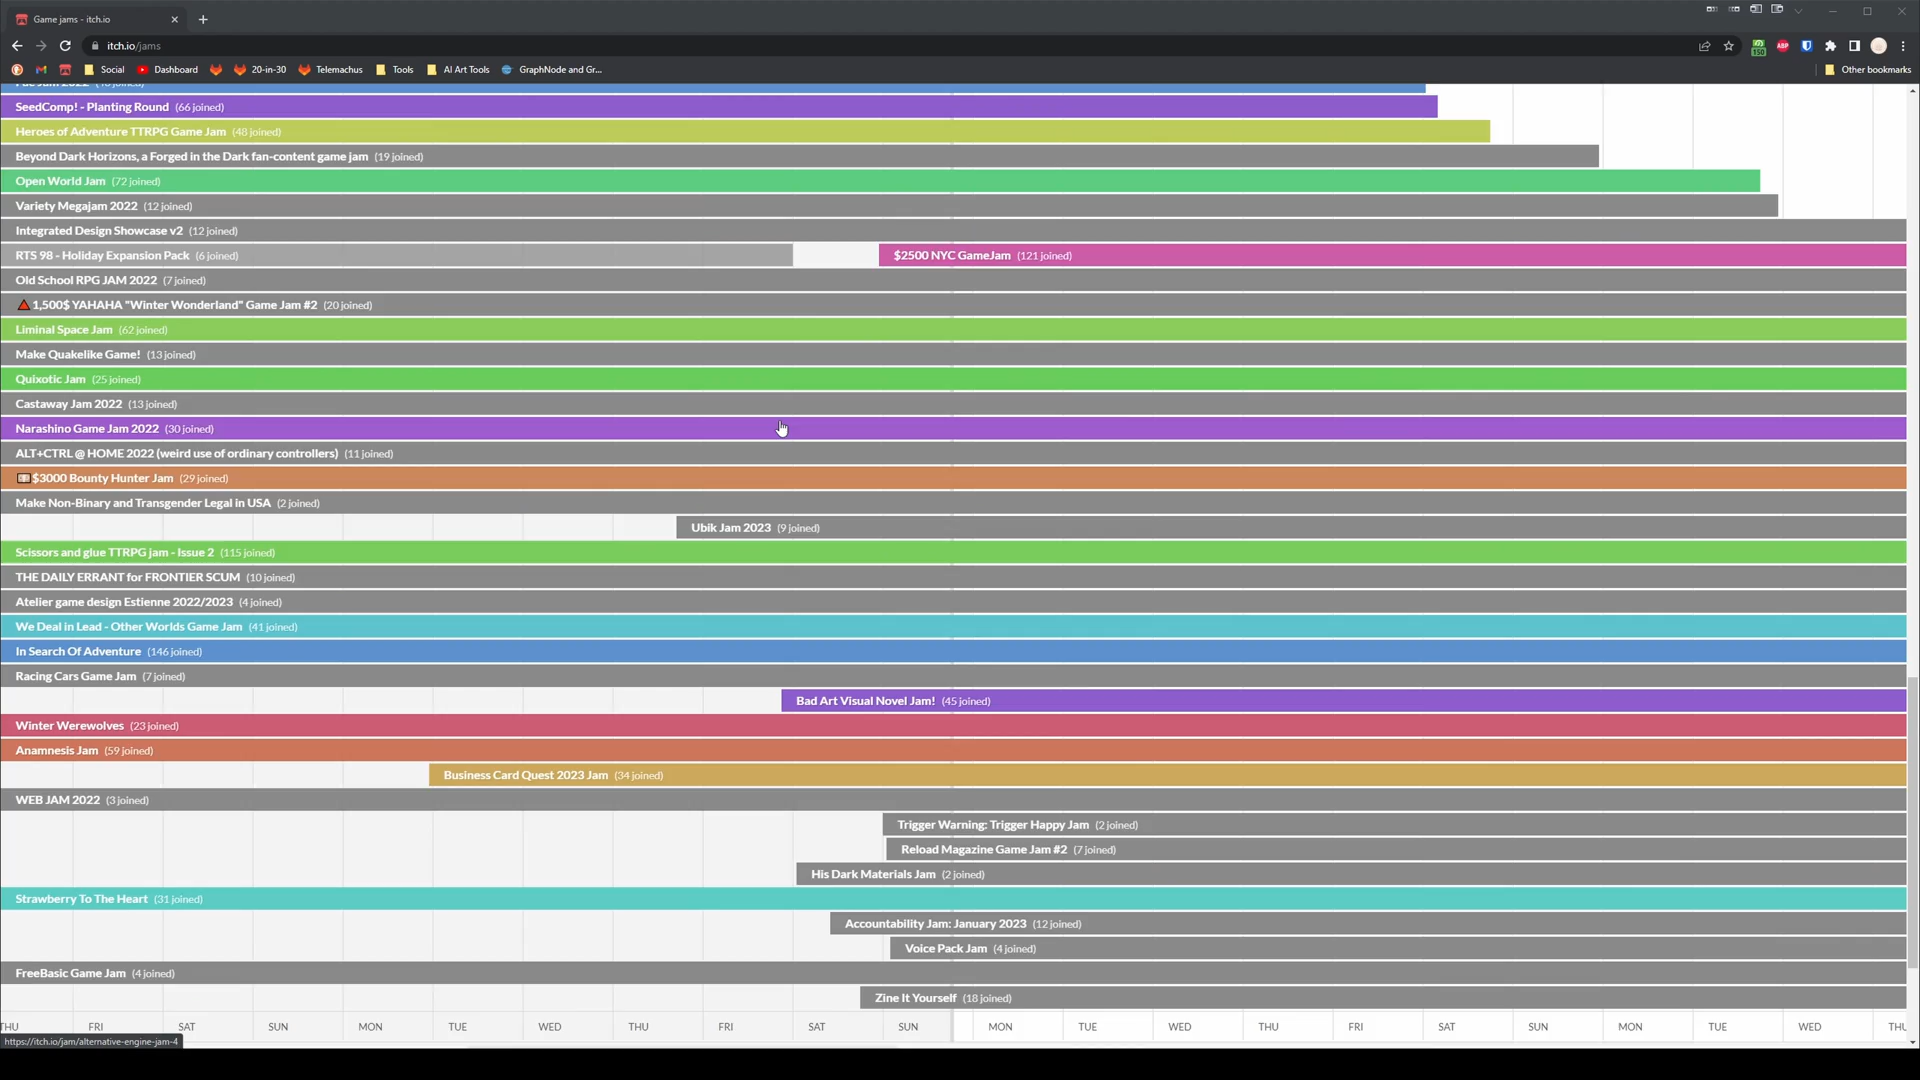 Game jams - itch.io
itch.io/jams
Social
Dashboard
20-in-30
Telemachus
Tools
AI Art Tools
GraphNode and Gr...
Other bookmarks
SeedComp! - Planting Round (66 joined)
Heroes of Adventure TTRPG Game Jam (48 joined)
Beyond Dark Horizons, a Forged in the Dark fan-content game jam (19 joined)
Open World Jam (72 joined)
Variety Megajam 2022 (12 joined)
Integrated Design Showcase v2 (12 joined)
RTS 98 - Holiday Expansion Pack (6 joined)
$2500 NYC GameJam (121 joined)
Old School RPG JAM 2022 (7 joined)
1,500$ YAHAHA "Winter Wonderland" Game Jam #2 (20 joined)
Liminal Space Jam (62 joined)
Make Quakelike Game! (13 joined)
Quixotic Jam (25 joined)
Castaway Jam 2022 (13 joined)
Narashino Game Jam 2022 (30 joined)
ALT+CTRL @ HOME 2022 (weird use of ordinary controllers) (11 joined)
$3000 Bounty Hunter Jam (29 joined)
Make Non-Binary and Transgender Legal in USA (2 joined)
Ubik Jam 2023 (9 joined)
Scissors and glue TTRPG jam - Issue 2 (115 joined)
THE DAILY ERRANT for FRONTIER SCUM (10 joined)
Atelier game design Estienne 2022/2023 (4 joined)
We Deal in Lead - Other Worlds Game Jam (41 joined)
In Search Of Adventure (146 joined)
Racing Cars Game Jam (7 joined)
Bad Art Visual Novel Jam! (45 joined)
Winter Werewolves (23 joined)
Anamnesis Jam (59 joined)
Business Card Quest 2023 Jam (34 joined)
WEB JAM 2022 (3 joined)
Trigger Warning: Trigger Happy Jam (2 joined)
Reload Magazine Game Jam #2 (7 joined)
His Dark Materials Jam (2 joined)
Strawberry To The Heart (31 joined)
Accountability Jam: January 2023 (12 joined)
Voice Pack Jam (4 joined)
FreeBasic Game Jam (4 joined)
Zine It Yourself (18 joined)
THU FRI SAT SUN MON TUE WED THU FRI SAT SUN MON TUE WED THU FRI SAT SUN MON TUE WED THU
https://itch.io/jam/alternative-engine-jam-4